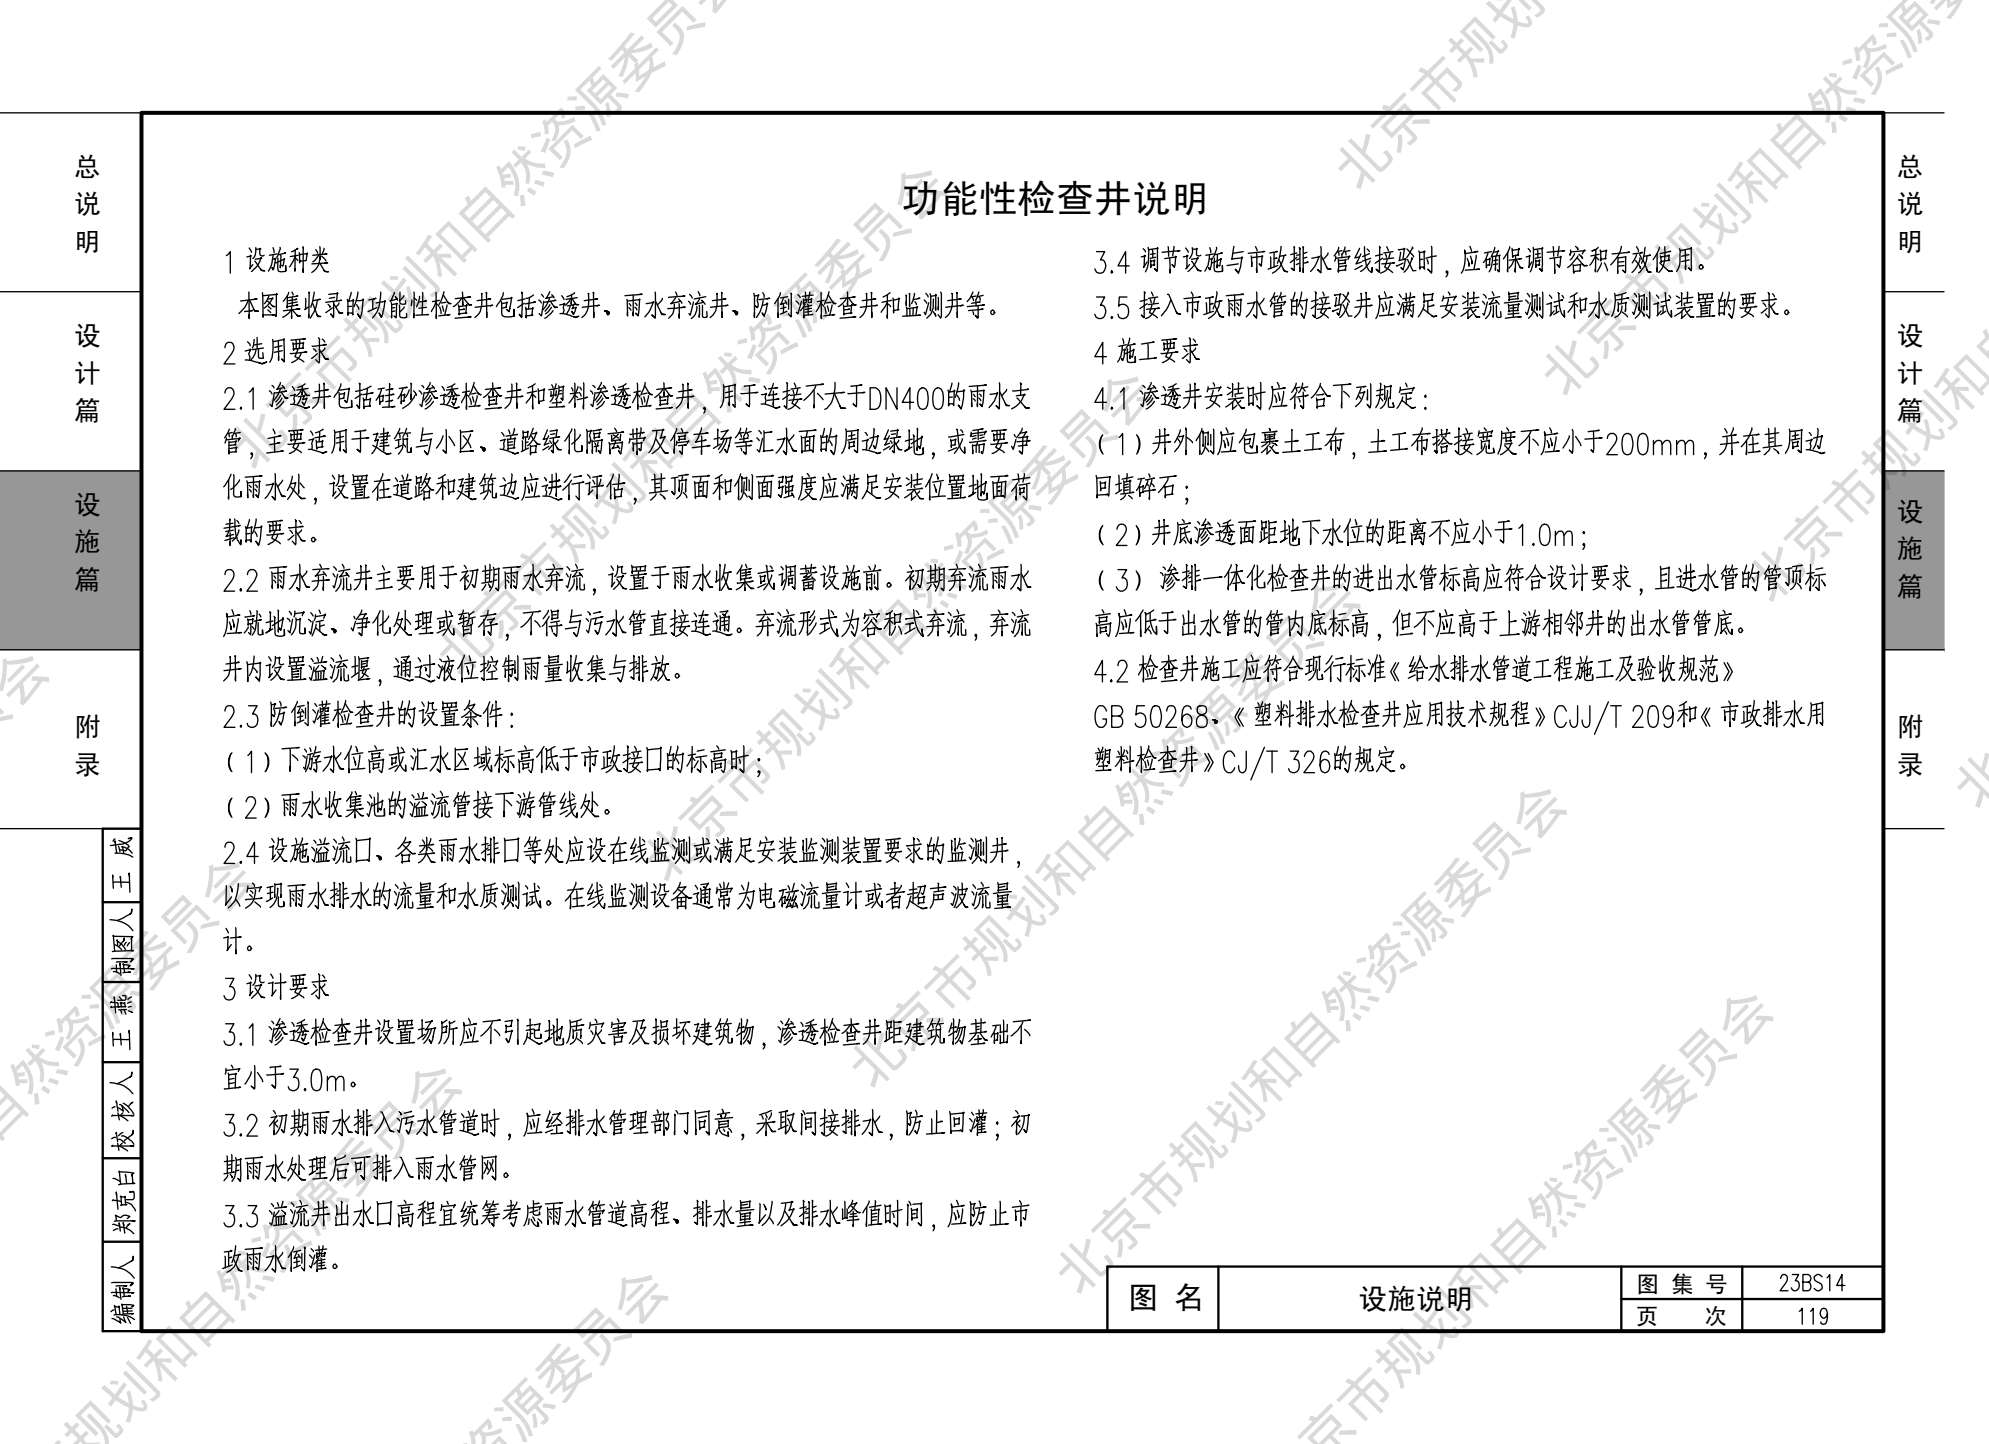 功能性检查井说明
1 设施种类
本图集收录的功能性检查井包括渗透井、雨水弃流井、防倒灌检查井和监测井等。
2 选用要求
2.1 渗透井包括硅砂渗透检查井和塑料渗透检查井，用于连接不大于DN400的雨水支
管，主要适用于建筑与小区、道路绿化隔离带及停车场等汇水面的周边绿地，或需要净
化雨水处，设置在道路和建筑边应进行评估，其顶面和侧面强度应满足安装位置地面荷
载的要求。
2.2 雨水弃流井主要用于初期雨水弃流，设置于雨水收集或调蓄设施前。初期弃流雨水
应就地沉淀、净化处理或暂存，不得与污水管直接连通。弃流形式为容积式弃流，弃流
井内设置溢流堰，通过液位控制雨量收集与排放。
2.3 防倒灌检查井的设置条件：
（1）下游水位高或汇水区域标高低于市政接口的标高时；
（2）雨水收集池的溢流管接下游管线处。
2.4 设施溢流口、各类雨水排口等处应设在线监测或满足安装监测装置要求的监测井，
以实现雨水排水的流量和水质测试。在线监测设备通常为电磁流量计或者超声波流量
计。
3 设计要求
3.1 渗透检查井设置场所应不引起地质灾害及损坏建筑物，渗透检查井距建筑物基础不
宜小于3.0m。
3.2 初期雨水排入污水管道时，应经排水管理部门同意，采取间接排水，防止回灌；初
期雨水处理后可排入雨水管网。
3.3 溢流井出水口高程宜统筹考虑雨水管道高程、排水量以及排水峰值时间，应防止市
政雨水倒灌。
3.4 调节设施与市政排水管线接驳时，应确保调节容积有效使用。
3.5 接入市政雨水管的接驳井应满足安装流量测试和水质测试装置的要求。
4 施工要求
4.1 渗透井安装时应符合下列规定：
（1）井外侧应包裹土工布，土工布搭接宽度不应小于200mm，并在其周边
回填碎石；
（2）井底渗透面距地下水位的距离不应小于1.0m；
（3） 渗排一体化检查井的进出水管标高应符合设计要求，且进水管的管顶标
高应低于出水管的管内底标高，但不应高于上游相邻井的出水管管底。
4.2 检查井施工应符合现行标准《给水排水管道工程施工及验收规范》
GB 50268、《塑料排水检查井应用技术规程》CJJ/T 209和《市政排水用
塑料检查井》CJ/T 326的规定。
总说明
设计篇
设施篇
附录
总说明
设计篇
设施篇
附录
编制人 郑克白 校核人 王燕 制图人 王威
图名 设施说明 图集号 23BS14
页次 119
北京市规划和自然资源委员会